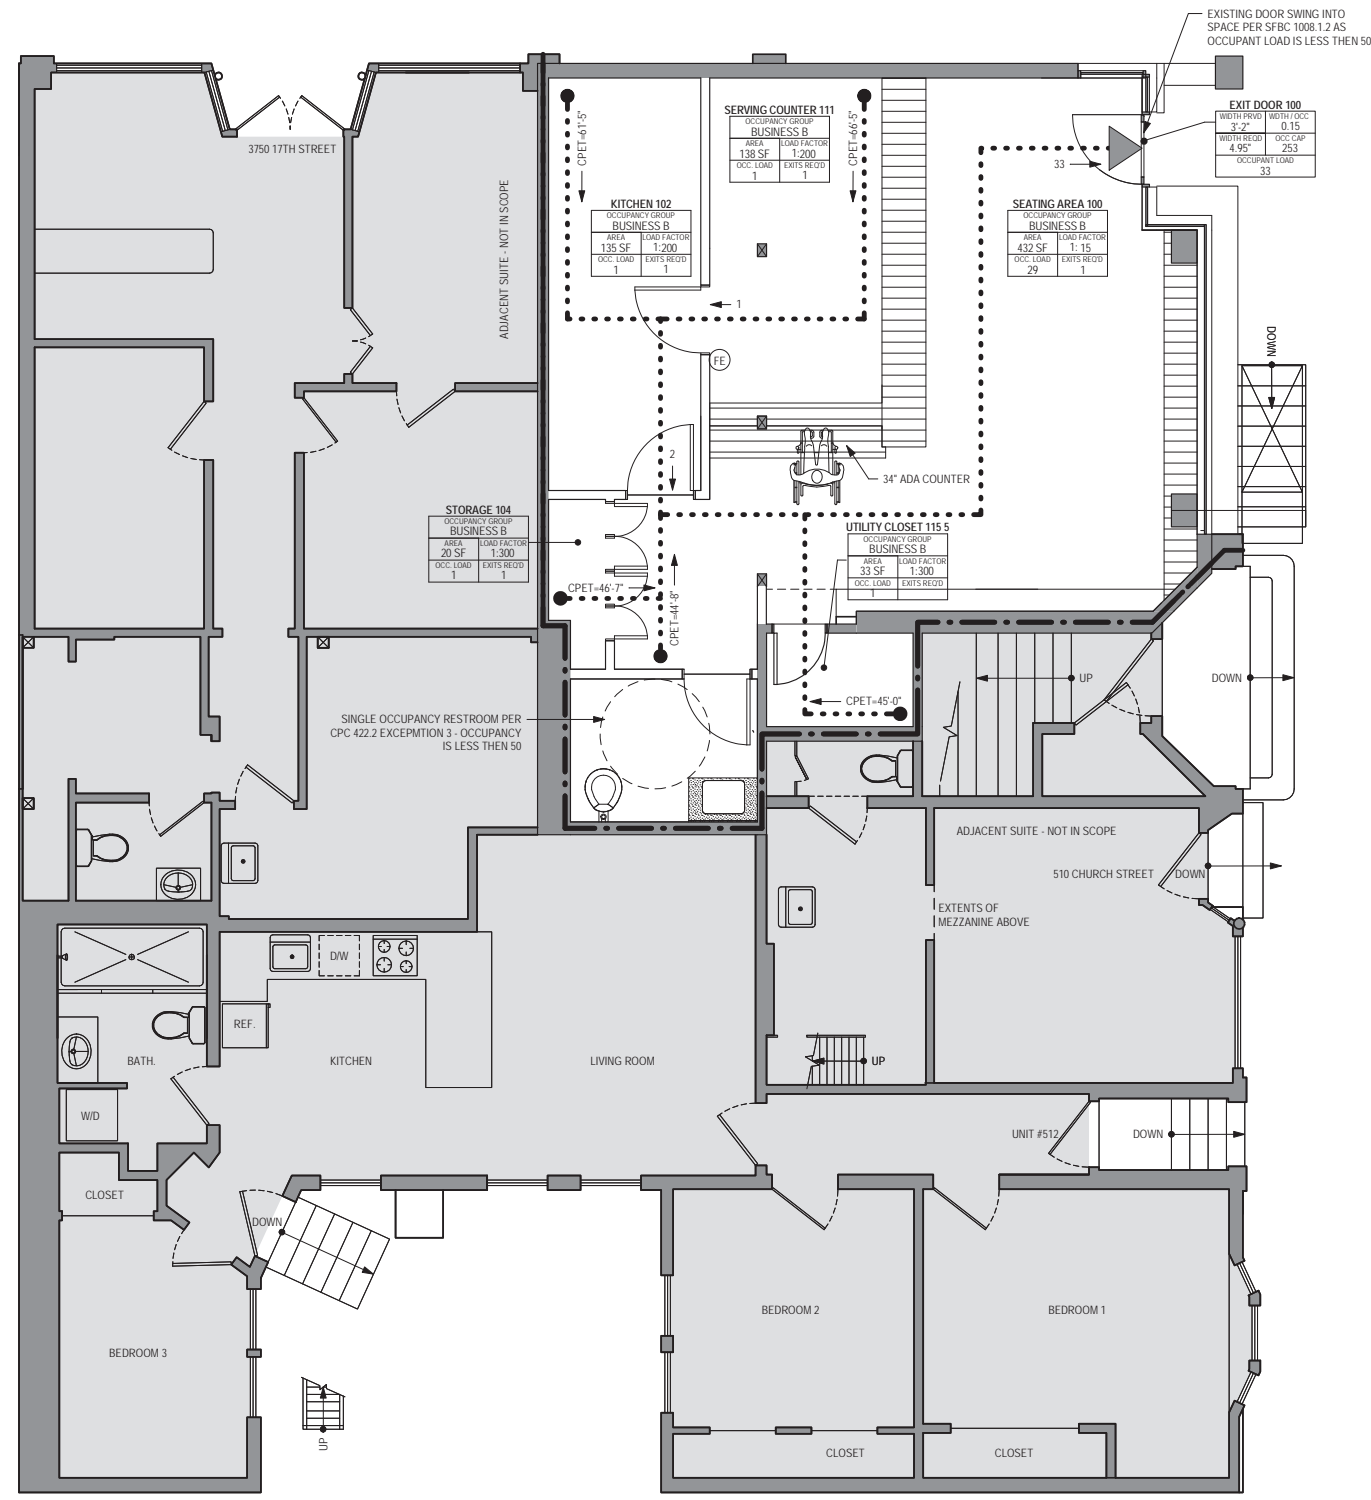 EXISTING DOOR SWING INTO
SPACE PER SFBC 1008.1.2 AS
OCCUPANT LOAD IS LESS THEN 50
EXIT DOOR 100
WIDTH PRVD WDTH / OCC
3'-2" 0.15
WIDTH REQD OCC CAP
4.95" 253
OCCUPANT LOAD
33
33
3750 17TH STREET
ADJACENT SUITE - NOT IN SCOPE
CPET=61'-5"
SERVING COUNTER 111
OCCUPANCY GROUP
BUSINESS B
AREA LOAD FACTOR
138 SF 1:200
OCC. LOAD EXITS REQ'D
1 1
CPET=66'-5"
KITCHEN 102
OCCUPANCY GROUP
BUSINESS B
AREA LOAD FACTOR
135 SF 1:200
OCC. LOAD EXITS REQ'D
1 1
SEATING AREA 100
OCCUPANCY GROUP
BUSINESS B
AREA LOAD FACTOR
432 SF 1: 15
OCC. LOAD EXITS REQ'D
29 1
1
FE
DOWN
2
34" ADA COUNTER
STORAGE 104
OCCUPANCY GROUP
BUSINESS B
AREA LOAD FACTOR
20 SF 1:300
OCC. LOAD EXITS REQ'D
1 1
UTILITY CLOSET 115 5
OCCUPANCY GROUP
BUSINESS B
AREA LOAD FACTOR
33 SF 1:300
OCC. LOAD EXITS REQ'D
1
CPET=46'-7"
CPET=44'-8"
CPET=45'-0"
UP
DOWN
SINGLE OCCUPANCY RESTROOM PER
CPC 422.2 EXCEPMTION 3 - OCCUPANCY
IS LESS THEN 50
ADJACENT SUITE - NOT IN SCOPE
510 CHURCH STREET
DOWN
EXTENTS OF
MEZZANINE ABOVE
D/W
REF.
BATH.
KITCHEN
LIVING ROOM
UP
W/D
UNIT #512
DOWN
CLOSET
DOWN
BEDROOM 2
BEDROOM 1
BEDROOM 3
UP
CLOSET
CLOSET